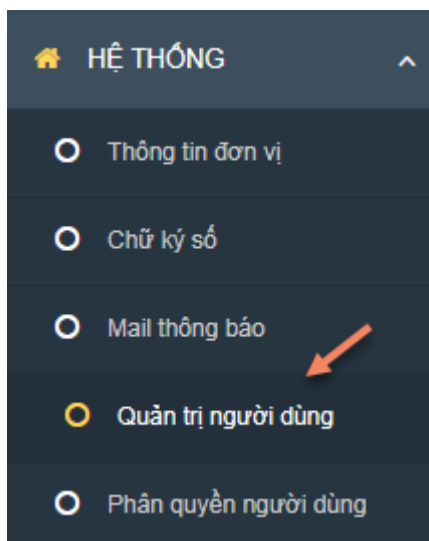 HỆ THỐNG
Thông tin đơn vị
Chữ ký số
Mail thông báo
Quản trị người dùng
Phân quyền người dùng